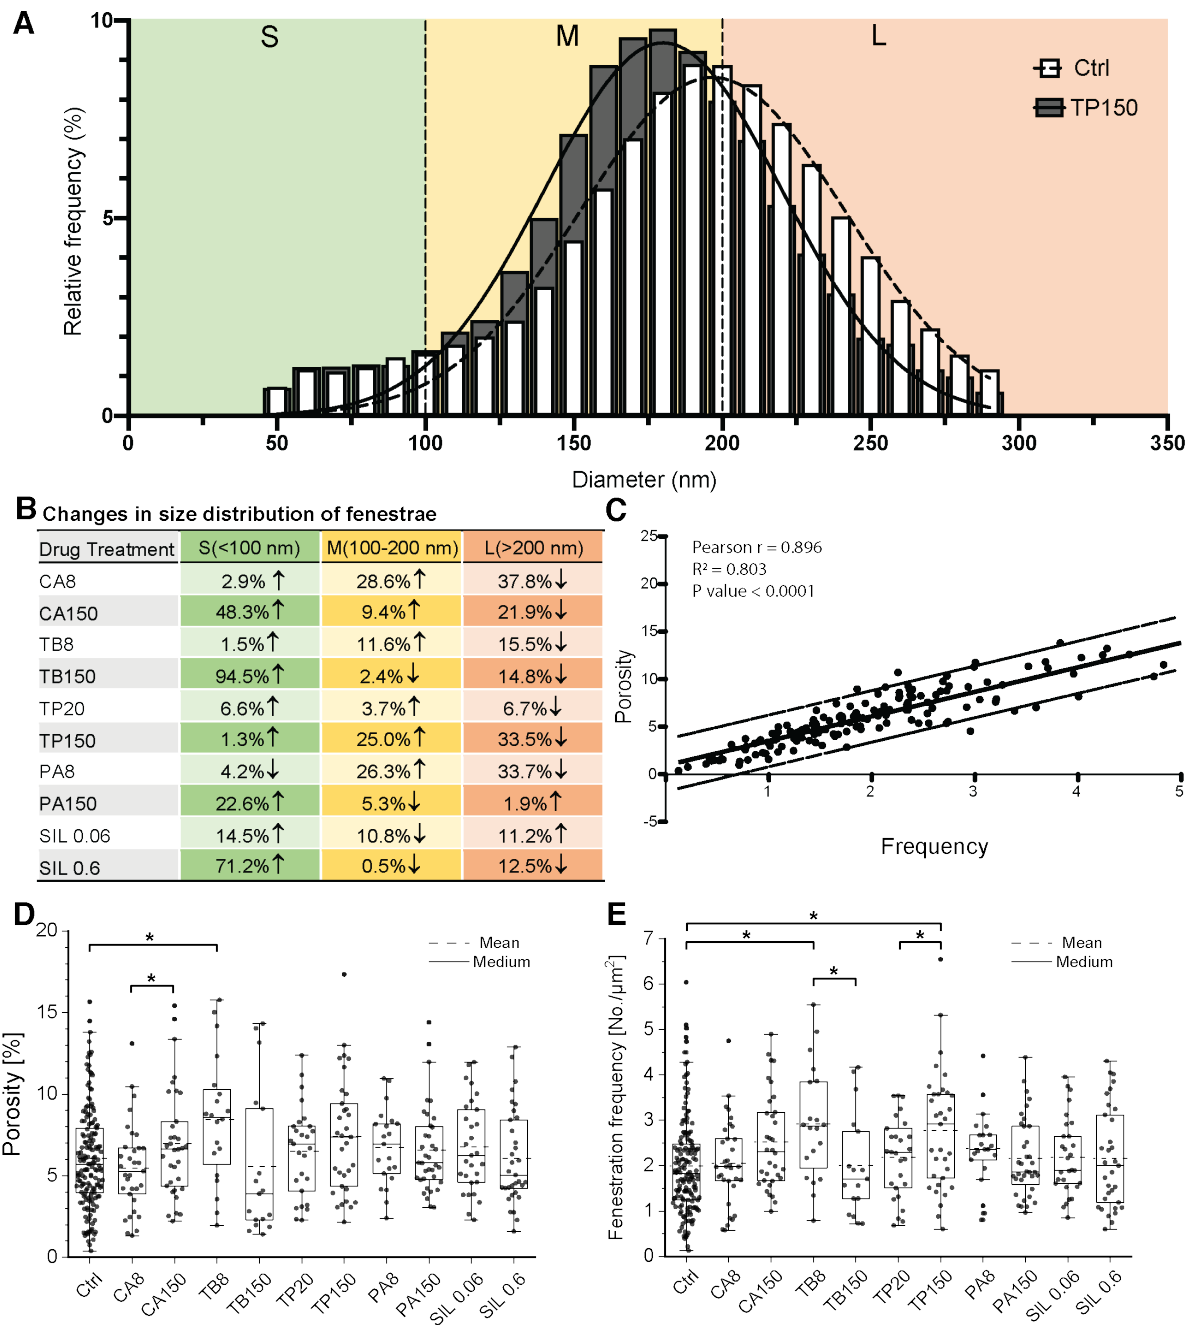 A
S
M
L
Ctrl
TP150
Relative frequency (%)
10
5
0
0 50 100 150 200 250 300 350
Diameter (nm)
B Changes in size distribution of fenestrae
Drug Treatment S(<100 nm) M(100-200 nm) L(>200 nm)
CA8 2.9%↑ 28.6%↑ 37.8%↓
CA150 48.3%↑ 9.4%↑ 21.9%↓
TB8 1.5%↑ 11.6%↑ 15.5%↓
TB150 94.5%↑ 2.4%↓ 14.8%↓
TP20 6.6%↑ 3.7%↑ 6.7%↓
TP150 1.3%↑ 25.0%↑ 33.5%↓
PA8 4.2%↓ 26.3%↑ 33.7%↓
PA150 22.6%↑ 5.3%↓ 1.9%↑
SIL 0.06 14.5%↑ 10.8%↓ 11.2%↑
SIL 0.6 71.2%↑ 0.5%↓ 12.5%↓
C
Pearson r = 0.896
R² = 0.803
P value < 0.0001
Porosity
25
20
15
10
5
0
-5
1 2 3 4 5
Frequency
D
Porosity [%]
20
15
10
5
0
*
*
Mean
Medium
Ctrl CA8 CA150 TB8 TB150 TP20 TP150 PA8 PA150 SIL 0.06 SIL 0.6
E
Fenestration frequency [No./µm²]
7
6
5
4
3
2
1
0
*
*
*
*
Mean
Medium
Ctrl CA8 CA150 TB8 TB150 TP20 TP150 PA8 PA150 SIL 0.06 SIL 0.6